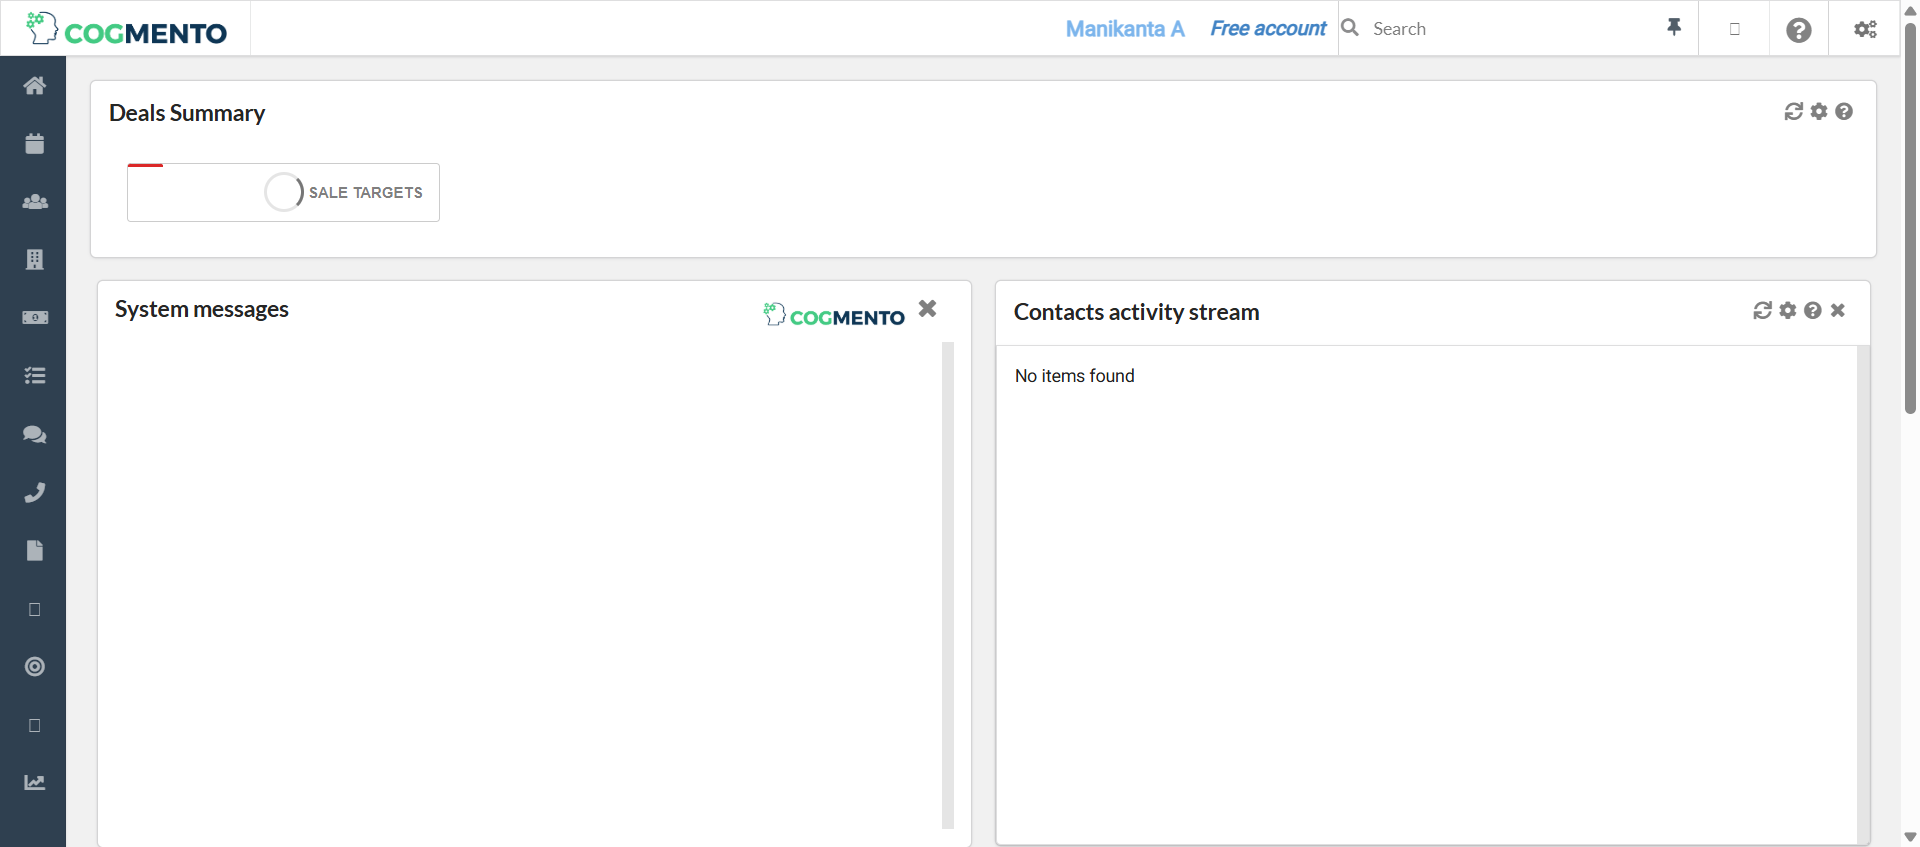 COGMENTO
Manikanta A Free account Search
Deals Summary
SALE TARGETS
System messages
COGMENTO
Contacts activity stream
No items found